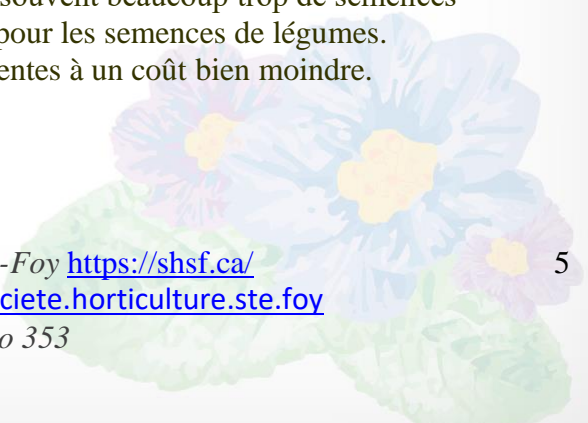 souvent beaucoup trop de semences
pour les semences de légumes.
entes à un coût bien moindre.
-Foy https://shsf.ca/ 5
ciete.horticulture.ste.foy
o 353